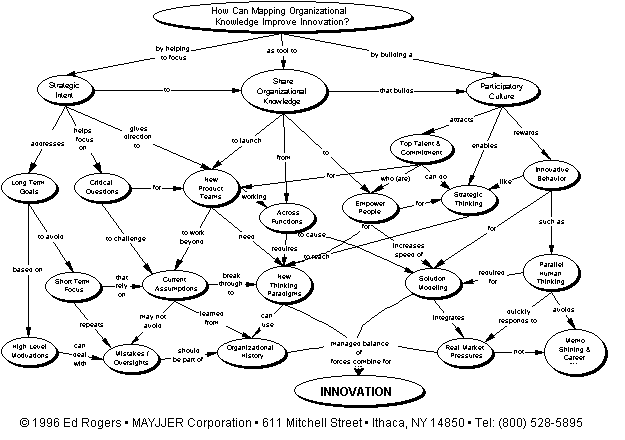 How Can Mapping Organizational
Knowledge Improve Innovation?
by helping
to focus
as tool to
by building a
Strategic
Intent
to
Share
Organizational
Knowledge
that builds
Participatory
Culture
attracts
addresses
helps
focus
on
gives
direction to
to launch
from
to
Top Talent &
Commitment
enables
rewards
Long Term
Goals
Critical
Questions
for
New
Product
Teams
for
who (are)
can do
like
Innovative
Behavior
working
Empower
People
for
Strategic
Thinking
Across
Functions
to avoid
to challenge
to work
beyond
need
requires
to cause
for
to reach
increases
speed of
for
such as
based on
Short Term
Focus
that
rely on
Current
Assumptions
break
through to
New
Thinking
Paradigms
Solution
Modeling
required
for
Parallel
Human
Thinking
repeats
may not
avoid
learned
from
can
use
integrates
quickly
responds to
avoids
High Level
Motivations
can
deal
with
Mistakes /
Oversights
should
be part of
Organizational
History
managed balance
of
forces combine for
Real Market
Pressures
not
Memo
Shining & Career
INNOVATION
© 1996 Ed Rogers • MAYJJER Corporation • 611 Mitchell Street • Ithaca, NY 14850 • Tel: (800) 528-5895